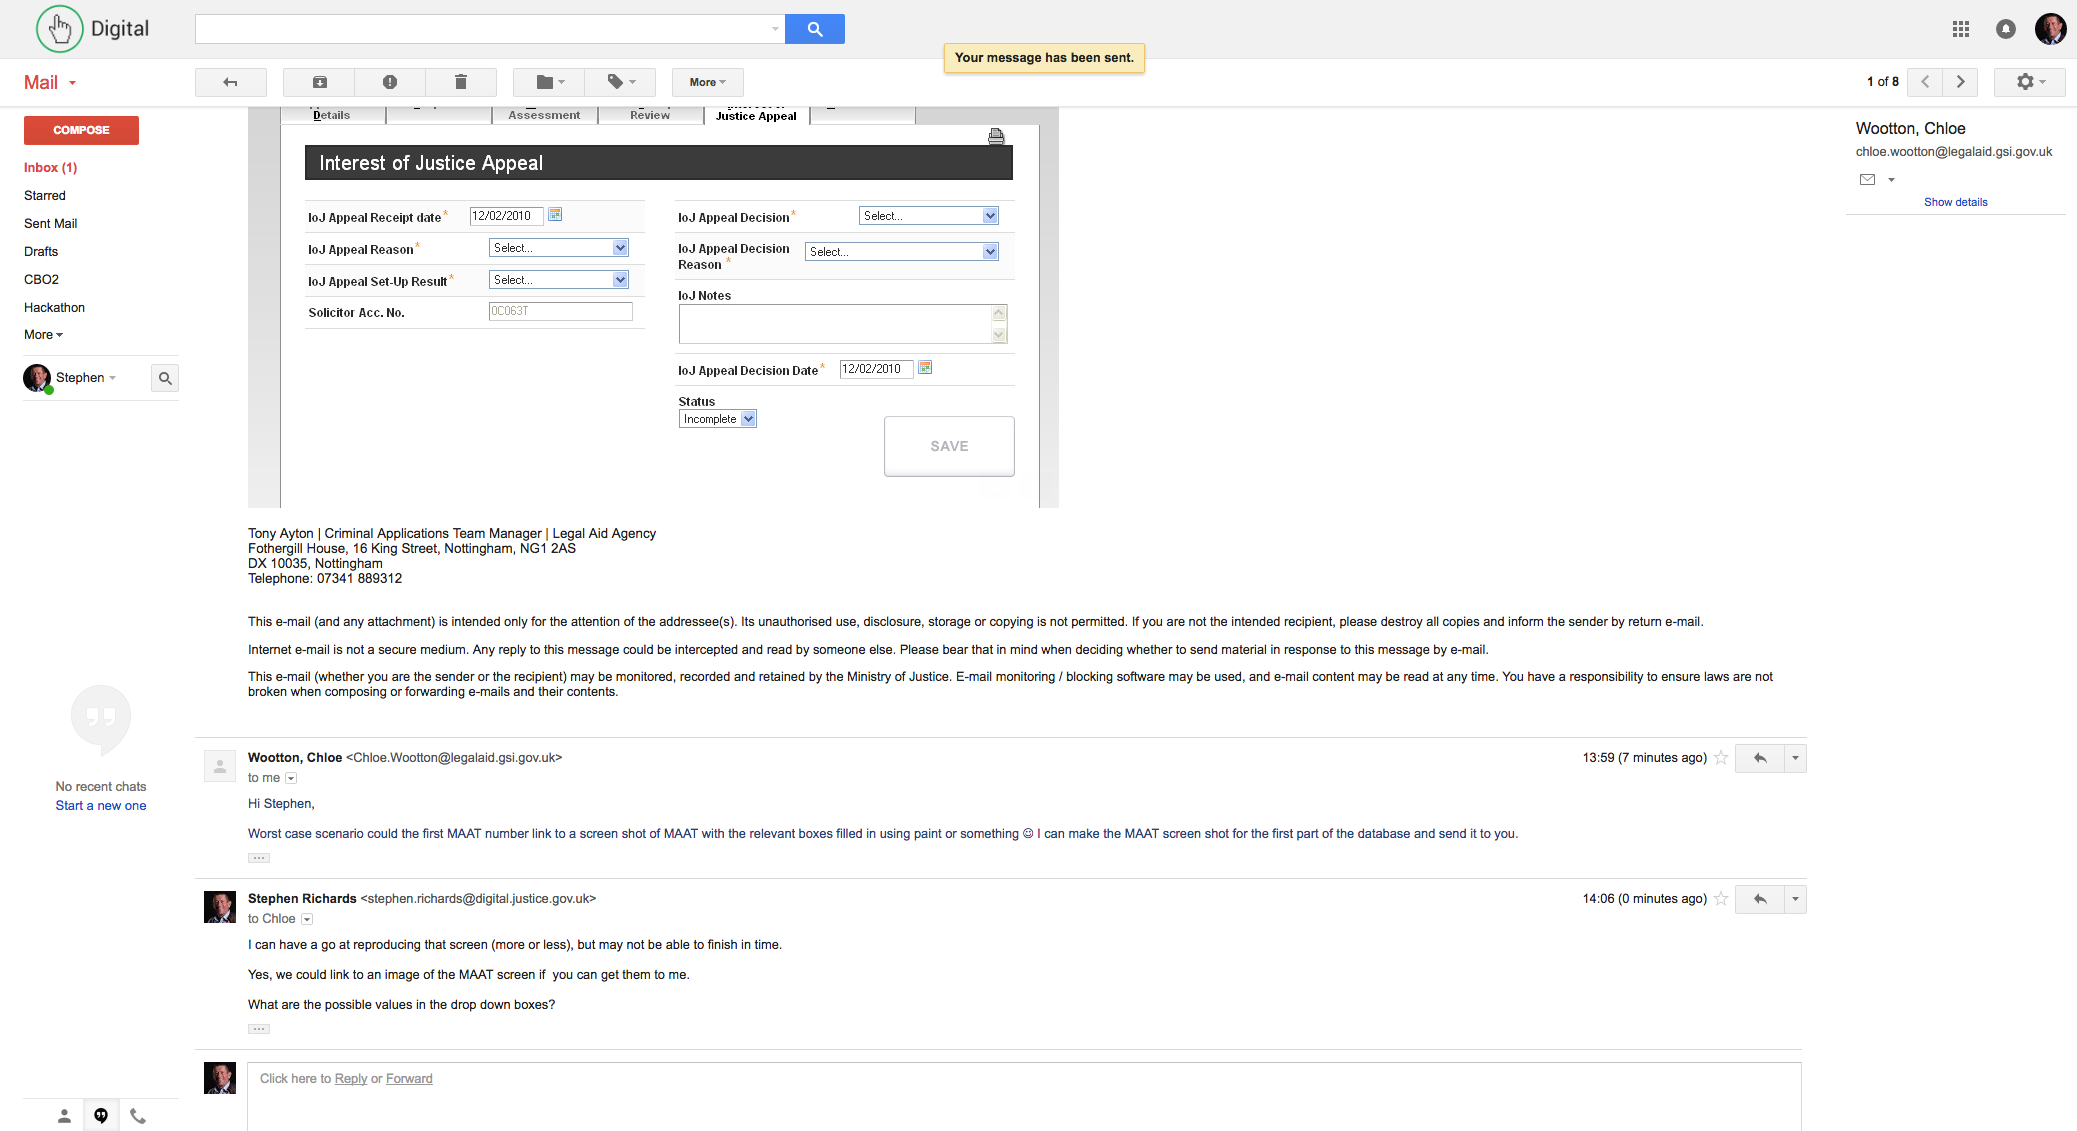 Digital
Your message has been sent.
Mail
More
1 of 8
COMPOSE
Inbox (1)
Starred
Sent Mail
Drafts
CBO2
Hackathon
More
Stephen
No recent chats
Start a new one
Details
Assessment
Review
Justice Appeal
Interest of Justice Appeal
IoJ Appeal Receipt date* 12/02/2010
IoJ Appeal Reason* Select...
IoJ Appeal Set-Up Result* Select...
Solicitor Acc. No. 0C063T
IoJ Appeal Decision* Select...
IoJ Appeal Decision
Reason * Select...
IoJ Notes
IoJ Appeal Decision Date* 12/02/2010
Status
Incomplete
SAVE
Tony Ayton | Criminal Applications Team Manager | Legal Aid Agency
Fothergill House, 16 King Street, Nottingham, NG1 2AS
DX 10035, Nottingham
Telephone: 07341 889312
This e-mail (and any attachment) is intended only for the attention of the addressee(s). Its unauthorised use, disclosure, storage or copying is not permitted. If you are not the intended recipient, please destroy all copies and inform the sender by return e-mail.
Internet e-mail is not a secure medium. Any reply to this message could be intercepted and read by someone else. Please bear that in mind when deciding whether to send material in response to this message by e-mail.
This e-mail (whether you are the sender or the recipient) may be monitored, recorded and retained by the Ministry of Justice. E-mail monitoring / blocking software may be used, and e-mail content may be read at any time. You have a responsibility to ensure laws are not
broken when composing or forwarding e-mails and their contents.
Wootton, Chloe <Chloe.Wootton@legalaid.gsi.gov.uk> 13:59 (7 minutes ago)
to me
Hi Stephen,
Worst case scenario could the first MAAT number link to a screen shot of MAAT with the relevant boxes filled in using paint or something ☺ I can make the MAAT screen shot for the first part of the database and send it to you.
Stephen Richards <stephen.richards@digital.justice.gov.uk> 14:06 (0 minutes ago)
to Chloe
I can have a go at reproducing that screen (more or less), but may not be able to finish in time.
Yes, we could link to an image of the MAAT screen if  you can get them to me.
What are the possible values in the drop down boxes?
Click here to Reply or Forward
Wootton, Chloe
chloe.wootton@legalaid.gsi.gov.uk
Show details